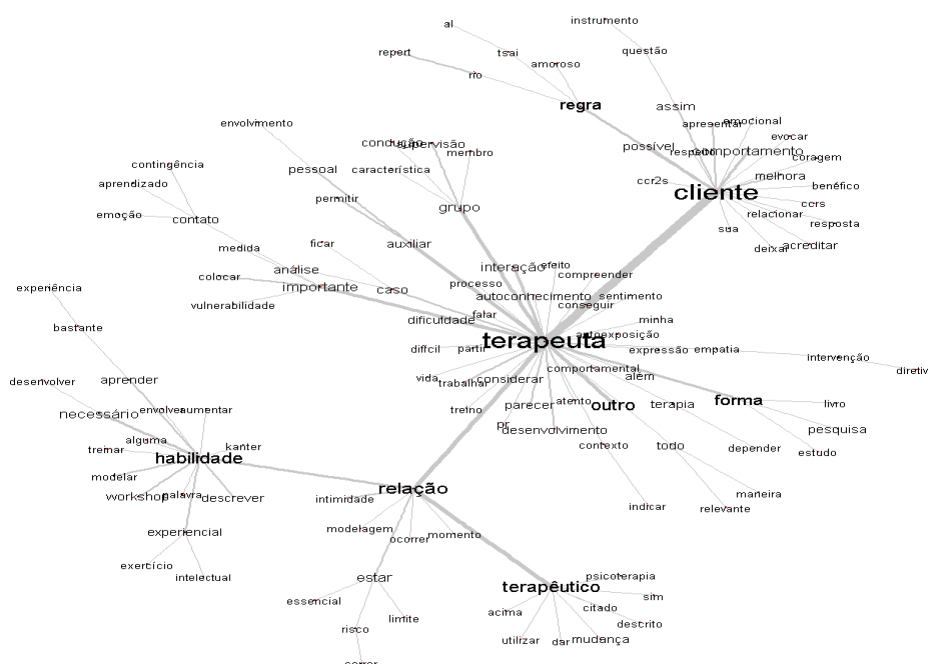 al
instrumento
repert
tsai
questão
amoroso
rio
regra
assim
envolvimento
apresentar
emocional
condução
supervisão
evocar
possível
respeito
comportamento
membro
coragem
contingência
pessoal
característica
ccr2s
melhora
aprendizado
cliente
benéfico
permitir
ccrs
emoção
contato
grupo
relacionar
sua
resposta
medida
ficar
auxiliar
deixar
acreditar
análise
interação
efeito
colocar
importante
caso
processo
compreender
experiência
autoconhecimento
sentimento
vulnerabilidade
conseguir
falar
dificuldade
minha
bastante
terapeuta
autoexposição
difícil
partir
expressão
empatia
intervenção
comportamental
diretiv
desenvolver
aprender
vida
trabalhar
considerar
além
necessário
envolver
aumentar
treino
parecer
atento
outro
terapia
forma
livro
pr
desenvolvimento
pesquisa
alguma
treinar
kanter
contexto
todo
depender
estudo
habilidade
modelar
workshop
palavra
descrever
relação
intimidade
maneira
indicar
relevante
experiencial
modelagem
ocorrer
momento
exercício
intelectual
estar
psicoterapia
terapêutico
essencial
sim
limite
acima
citado
descrito
risco
utilizar
dar
mudança